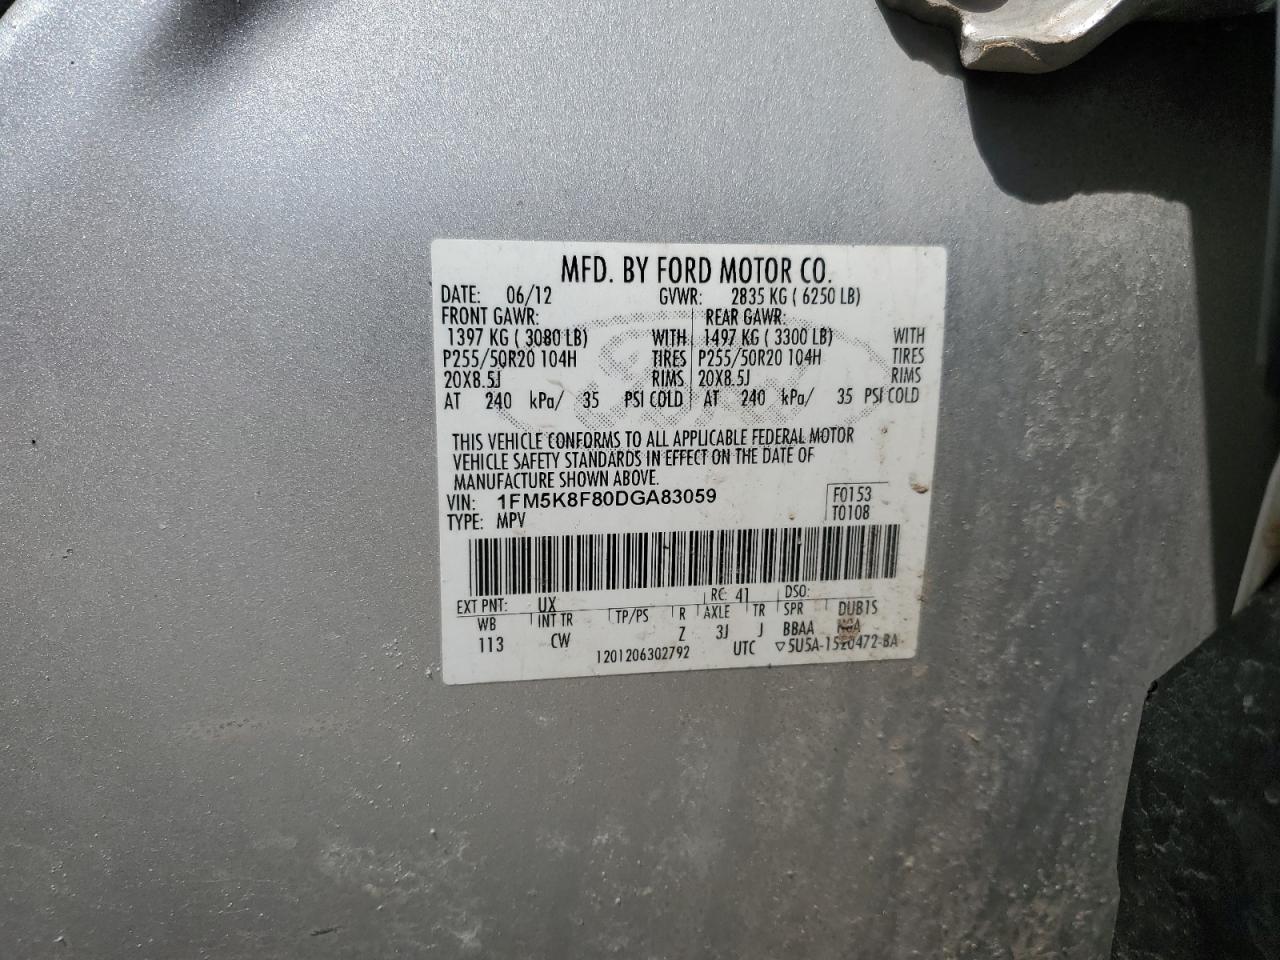 MFD. BY FORD MOTOR CO.
DATE: 06/12 GVWR: 2835 KG ( 6250 LB)
FRONT GAWR: REAR GAWR:
1397 KG ( 3080 LB) WITH 1497 KG ( 3300 LB) WITH
P255/50R20 104H TIRES P255/50R20 104H TIRES
20X8.5J RIMS 20X8.5J RIMS
AT 240 kPa/ 35 PSI COLD AT 240 kPa/ 35 PSI COLD
THIS VEHICLE CONFORMS TO ALL APPLICABLE FEDERAL MOTOR
VEHICLE SAFETY STANDARDS IN EFFECT ON THE DATE OF
MANUFACTURE SHOWN ABOVE.
VIN: 1FM5K8F80DGA83059 F0153
TYPE: MPV T0108
EXT PNT: UX RC: 41 DSO:
WB INT TR TP/PS R AXLE TR SPR DUB1S
113 CW Z 3J J BBAA
1201206302792 UTC ▽5U5A-1520472-BA